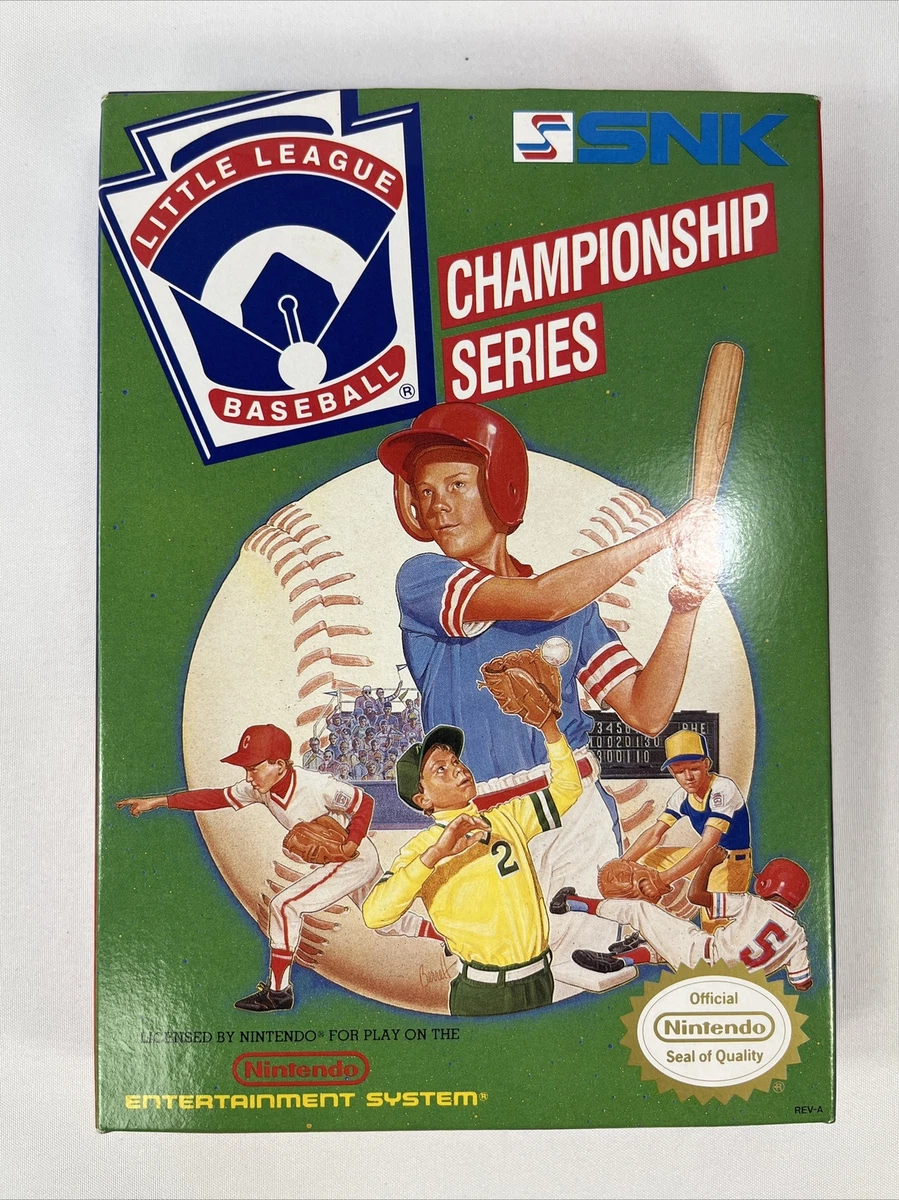 LITTLE LEAGUE
BASEBALL®
SNK
CHAMPIONSHIP
SERIES
C
2
5
LICENSED BY NINTENDO® FOR PLAY ON THE
Nintendo
ENTERTAINMENT SYSTEM®
Official
Nintendo
Seal of Quality
®
REV-A